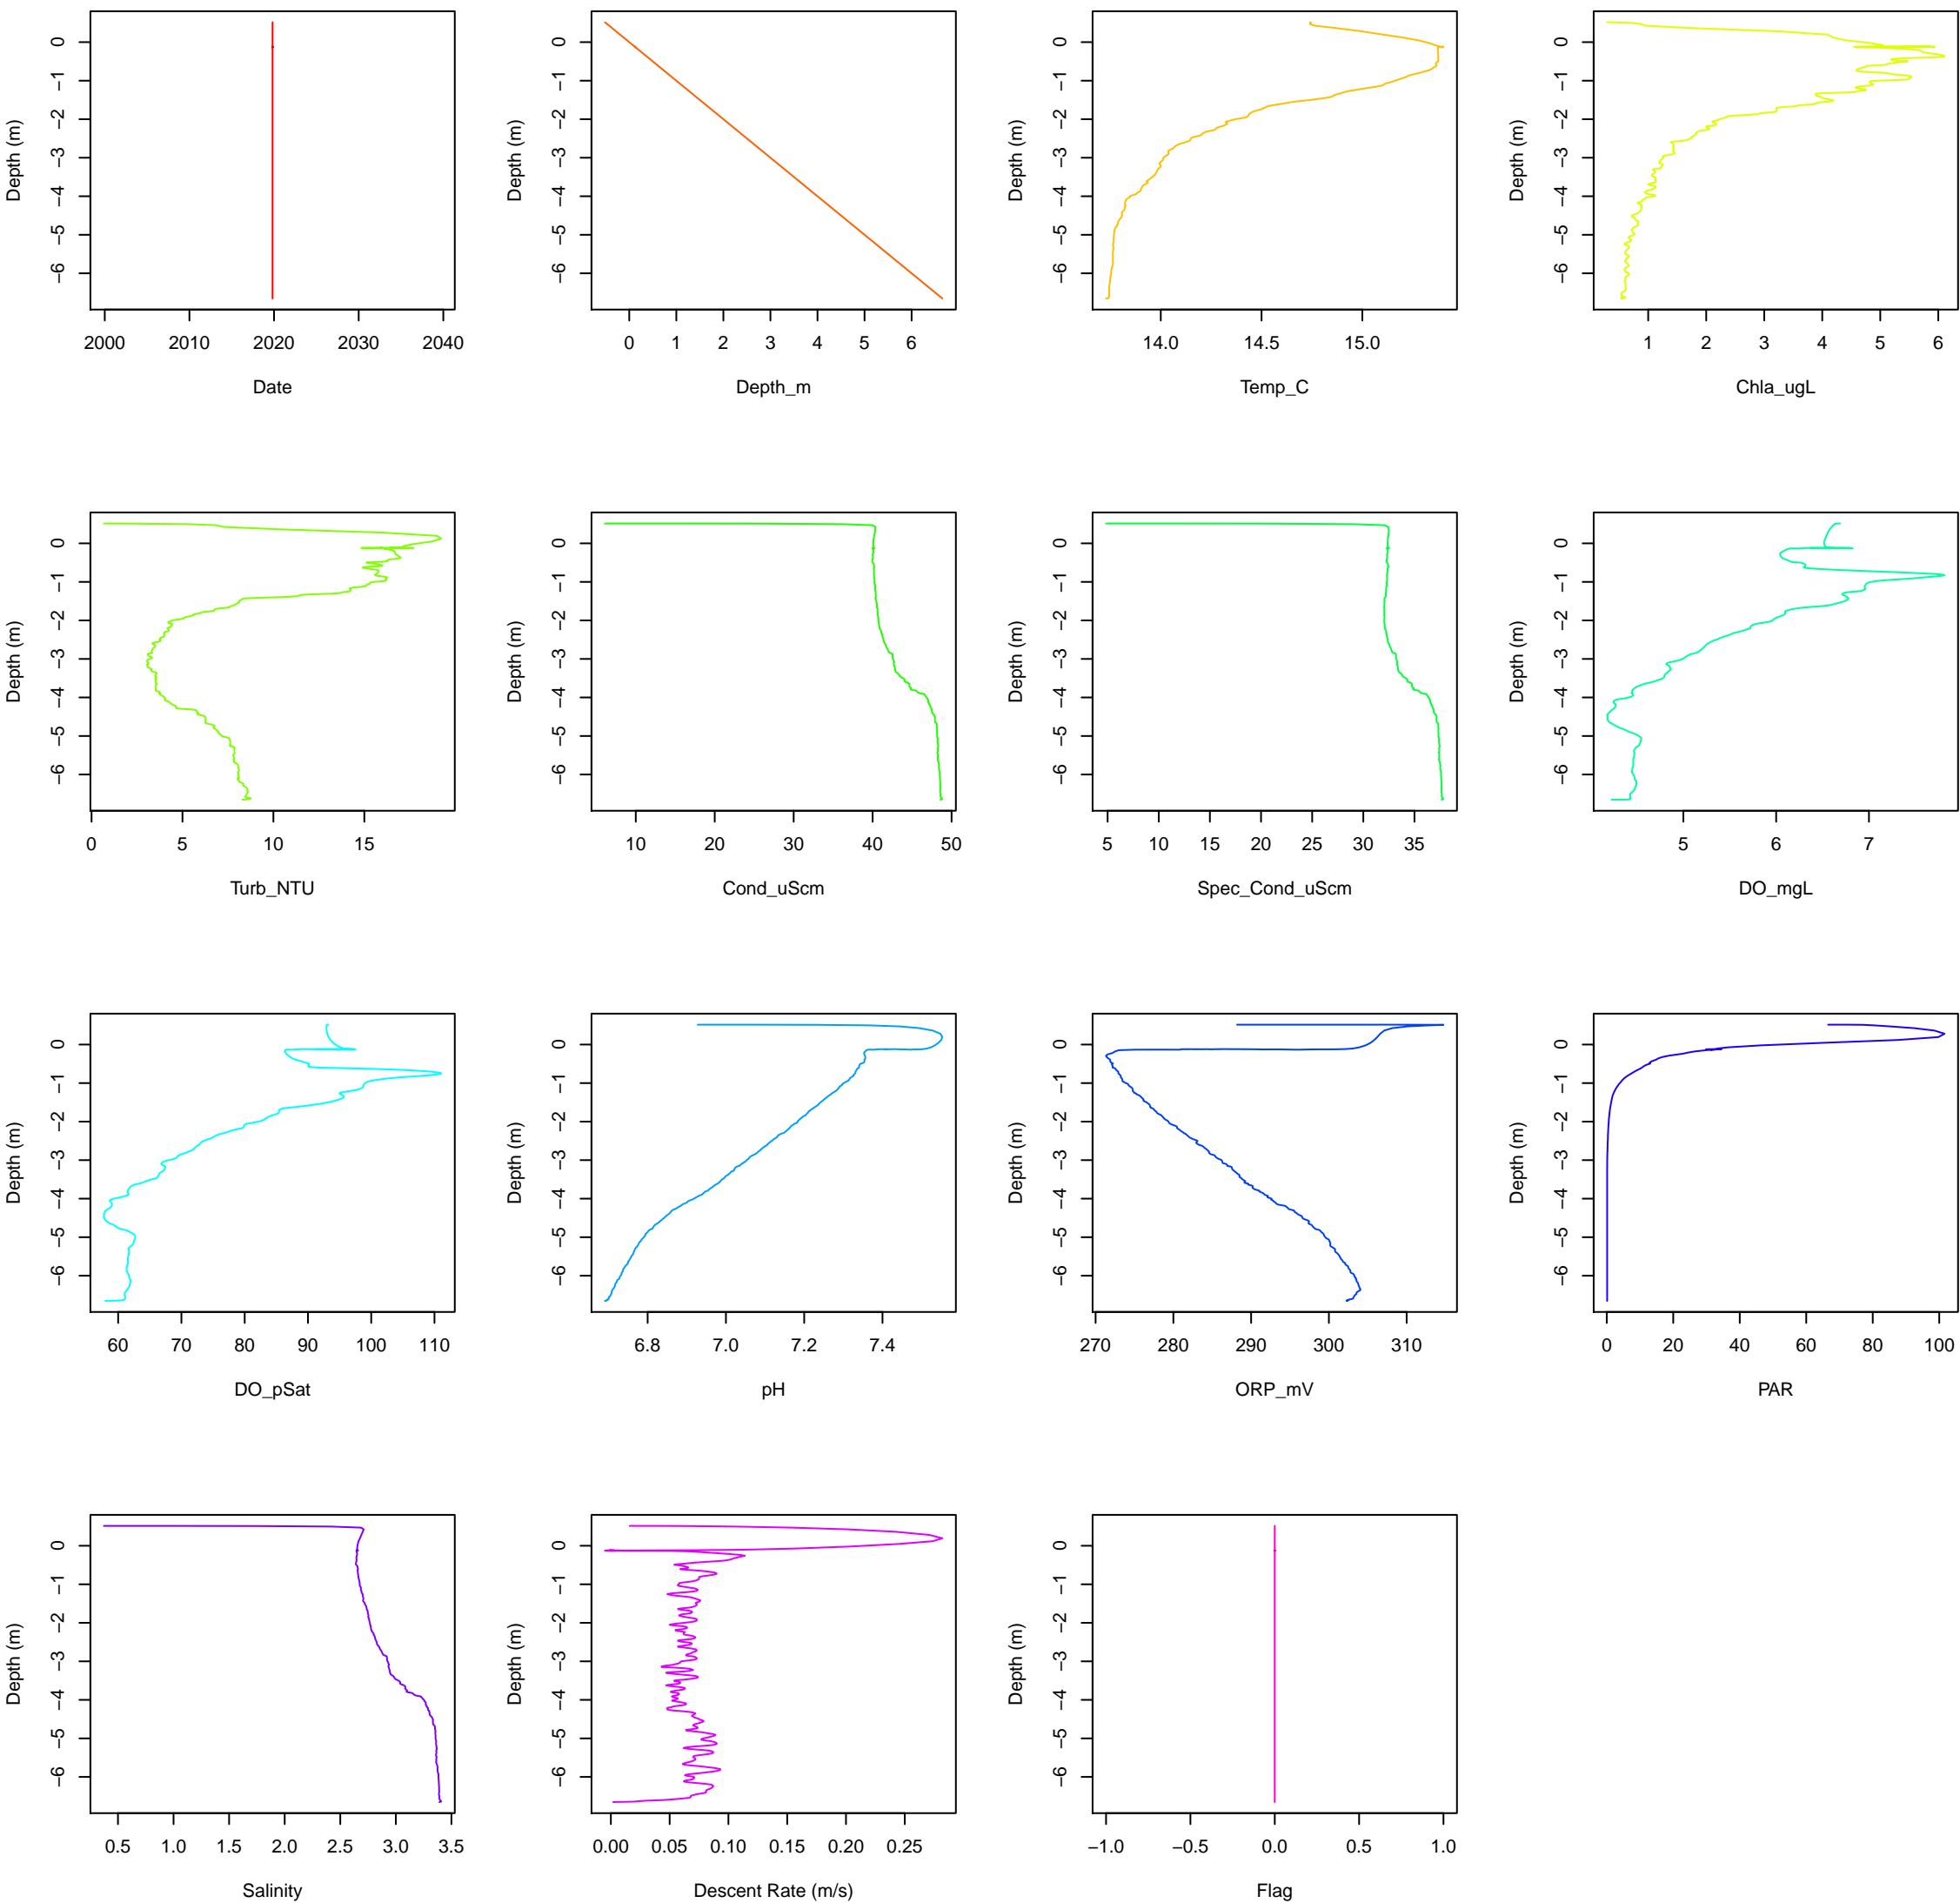 0 0 0 0
-1 -1 -1 -1
-2 -2 -2 -2
Depth (m) Depth (m) Depth (m) Depth (m)
-3 -3 -3 -3
-4 -4 -4 -4
-5 -5 -5 -5
-6 -6 -6 -6
2000 2010 2020 2030 2040 0 1 2 3 4 5 6 14.0 14.5 15.0 1 2 3 4 5 6
Date Depth_m Temp_C Chla_ugL
0 0 0 0
-1 -1 -1 -1
-2 -2 -2 -2
Depth (m) Depth (m) Depth (m) Depth (m)
-3 -3 -3 -3
-4 -4 -4 -4
-5 -5 -5 -5
-6 -6 -6 -6
0 5 10 15 10 20 30 40 50 5 10 15 20 25 30 35 5 6 7
Turb_NTU Cond_uScm Spec_Cond_uScm DO_mgL
0 0 0 0
-1 -1 -1 -1
-2 -2 -2 -2
Depth (m) Depth (m) Depth (m) Depth (m)
-3 -3 -3 -3
-4 -4 -4 -4
-5 -5 -5 -5
-6 -6 -6 -6
60 70 80 90 100 110 6.8 7.0 7.2 7.4 270 280 290 300 310 0 20 40 60 80 100
DO_pSat pH ORP_mV PAR
0 0 0
-1 -1 -1
-2 -2 -2
Depth (m) Depth (m) Depth (m)
-3 -3 -3
-4 -4 -4
-5 -5 -5
-6 -6 -6
0.5 1.0 1.5 2.0 2.5 3.0 3.5 0.00 0.05 0.10 0.15 0.20 0.25 -1.0 -0.5 0.0 0.5 1.0
Salinity Descent Rate (m/s) Flag